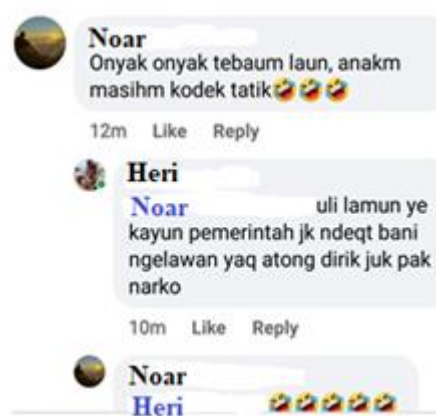 Noar
Onyak onyak tebaum laun, anakm
masihm kodek tatik🤣🤣🤣
12m Like Reply
Heri
Noar uli lamun ye
kayun pemerintah jk ndeqt bani
ngelawan yaq atong dirik juk pak
narko
10m Like Reply
Noar
Heri 🤣🤣🤣🤣🤣